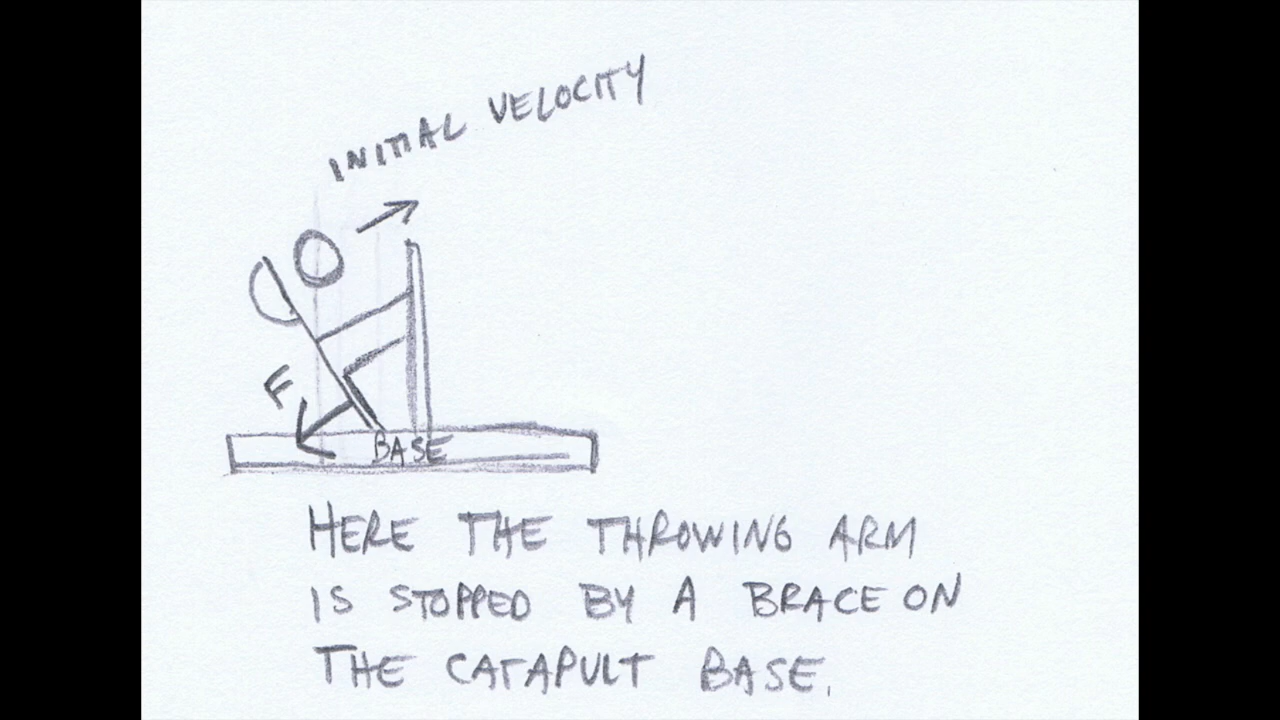 INITIAL VELOCITY
F
BASE
HERE THE THROWING ARM
IS STOPPED BY A BRACE ON
THE CATAPULT BASE.